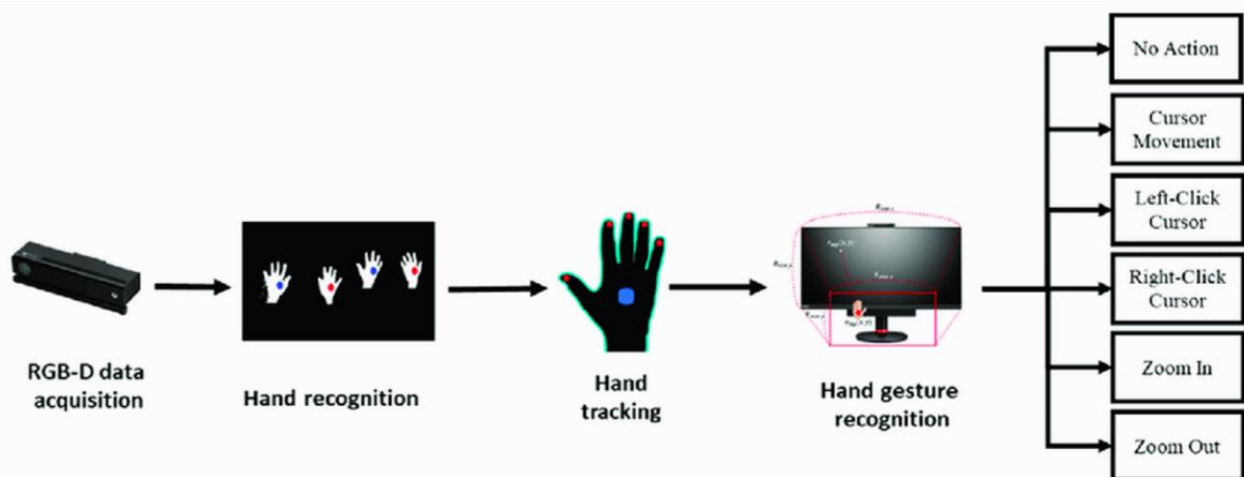 No Action
Cursor
Movement
Left-Click
Cursor
Right-Click
Cursor
Zoom In
Zoom Out
RGB-D data
acquisition
Hand recognition
Hand
tracking
Hand gesture
recognition